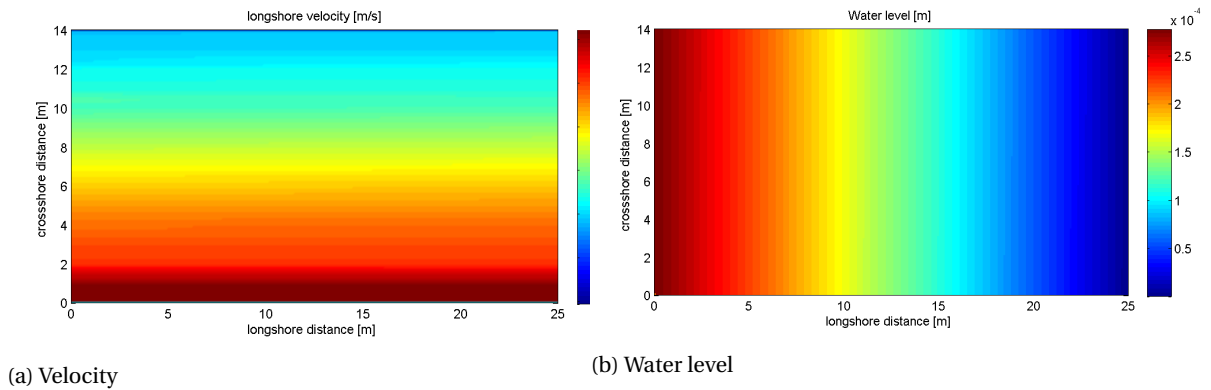 longshore velocity [m/s]
14
12
10
8
6
4
2
0
crossshore distance [m]
0 5 10 15 20 25
longshore distance [m]
(a) Velocity
Water level [m]
x 10⁻⁴
14
12
10
8
6
4
2
0
crossshore distance [m]
0 5 10 15 20 25
longshore distance [m]
2.5
2
1.5
1
0.5
(b) Water level